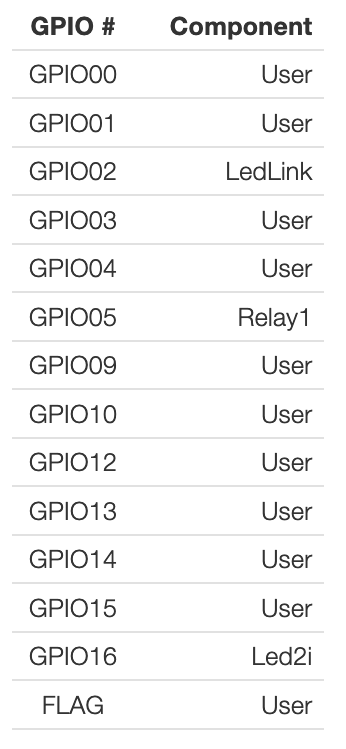 GPIO # Component
GPIO00 User
GPIO01 User
GPIO02 LedLink
GPIO03 User
GPIO04 User
GPIO05 Relay1
GPIO09 User
GPIO10 User
GPIO12 User
GPIO13 User
GPIO14 User
GPIO15 User
GPIO16 Led2i
FLAG User